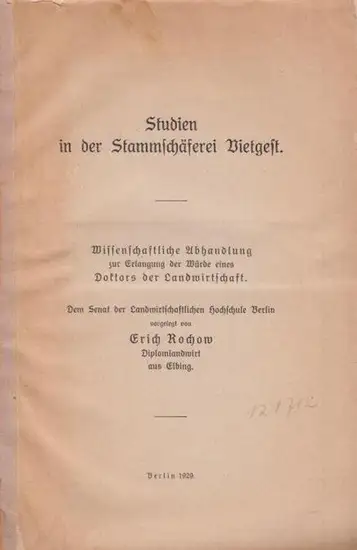 Studien
in der Stammschäferei Vietgest.
Wissenschaftliche Abhandlung
zur Erlangung der Würde eines
Doktors der Landwirtschaft.
Dem Senat der Landwirtschaftlichen Hochschule Berlin
vorgelegt von
Erich Rochow
Diplomlandwirt
aus Elbing.
121712
Berlin 1929